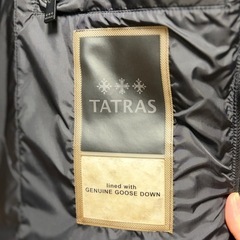 TATRAS
lined with
GENUINE GOOSE DOWN